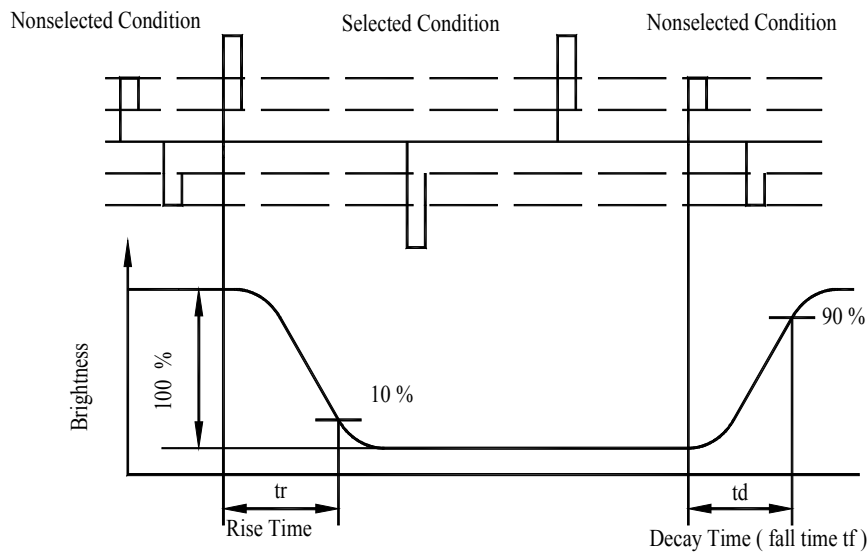 Nonselected Condition
Selected Condition
Nonselected Condition
Brightness
100 %
10 %
90 %
tr
Rise Time
td
Decay Time ( fall time tf )